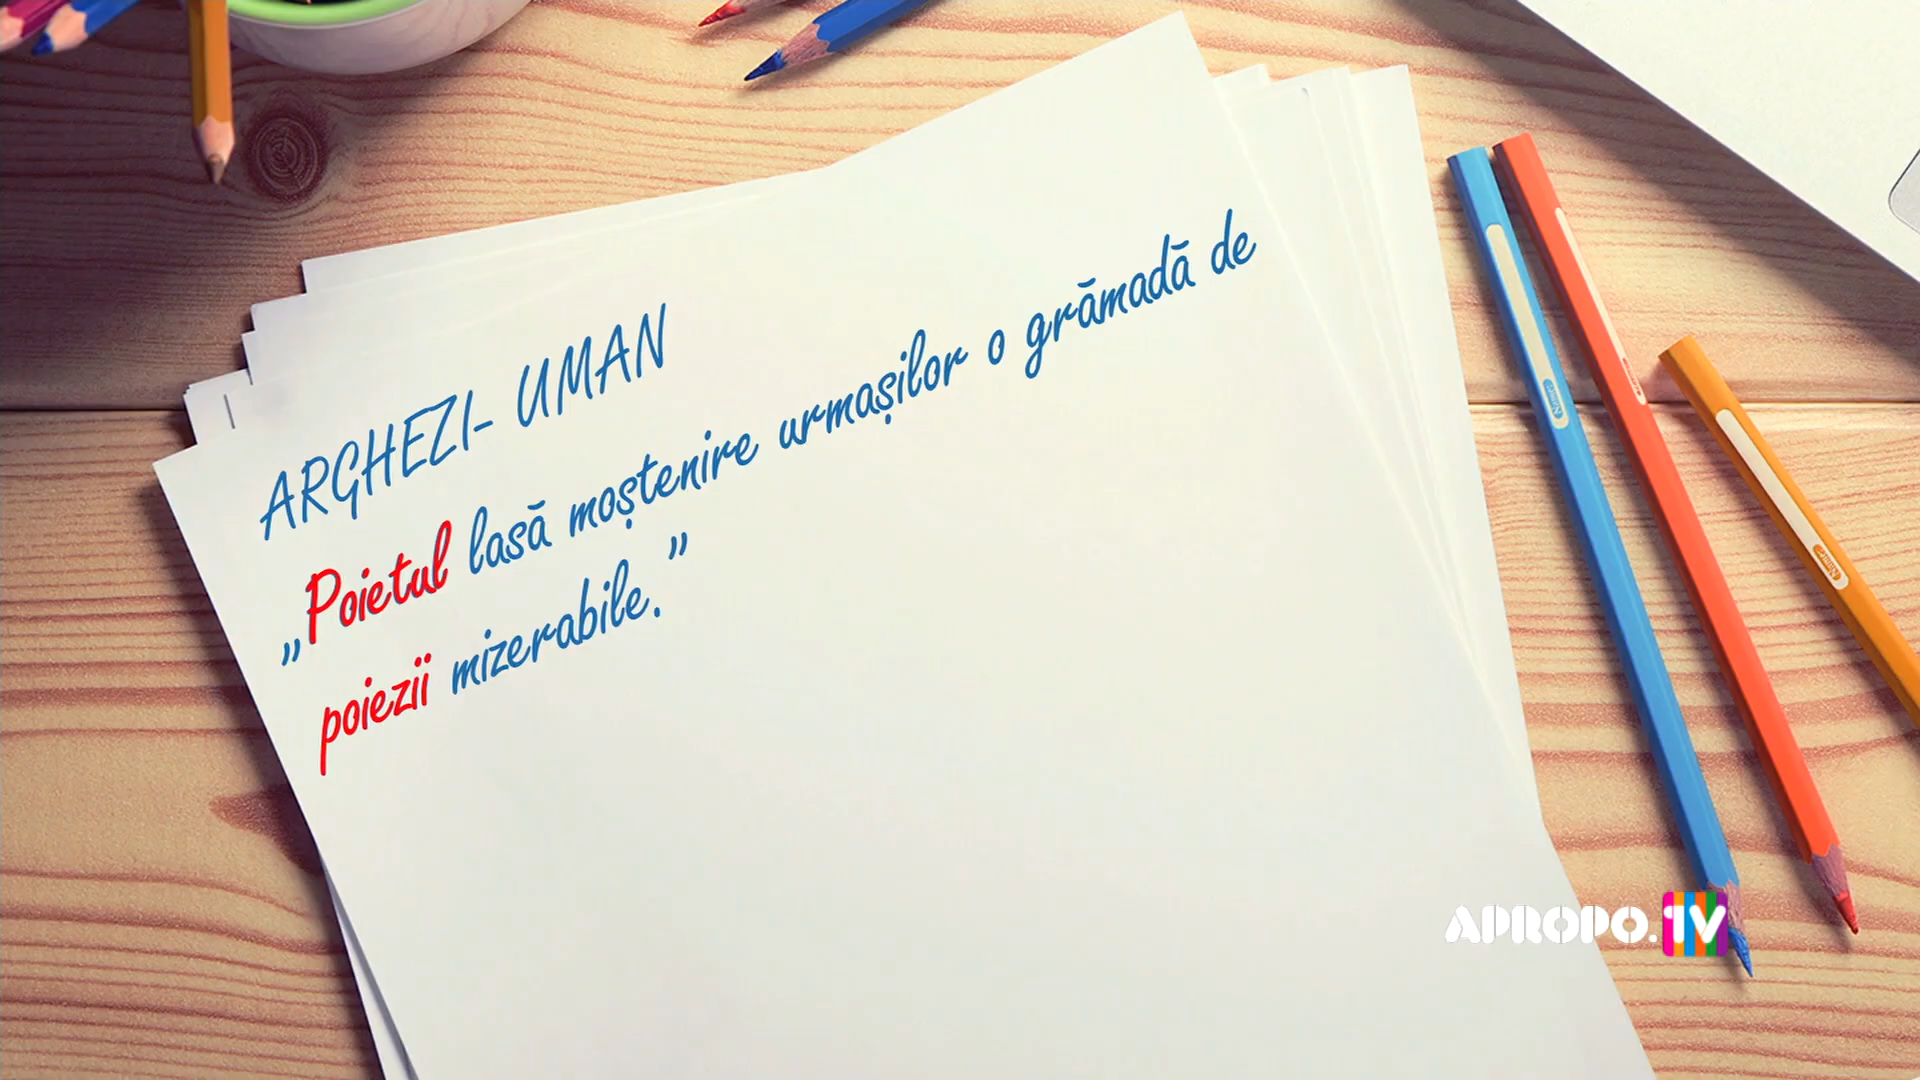 ARGHEZI- UMAN
„Poietul lasă moștenire urmașilor o grămadă de
poiezii mizerabile.”
APROPO.TV